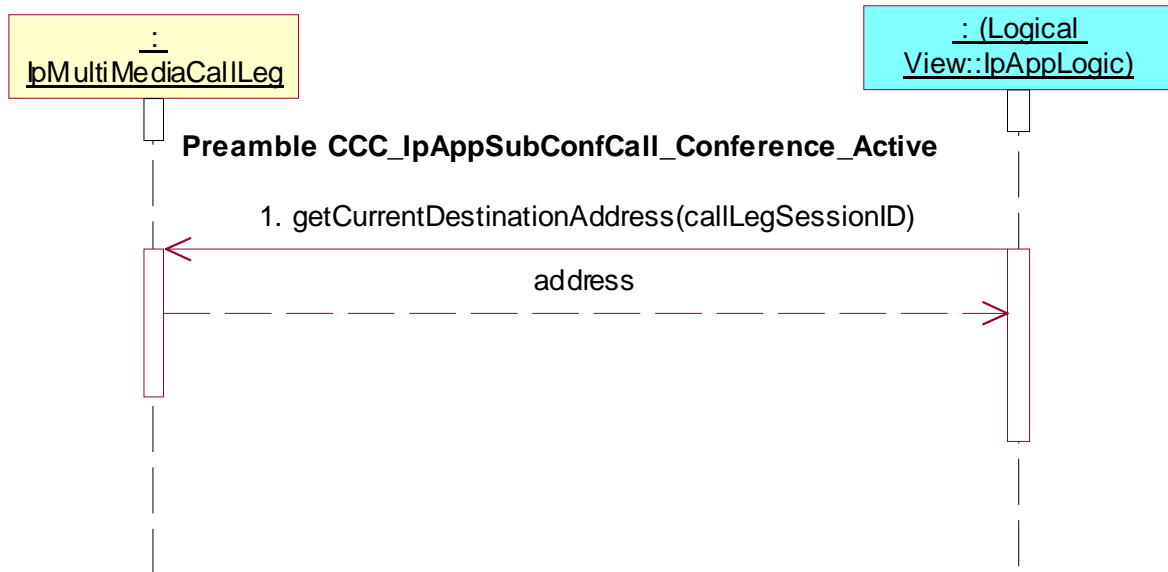 :
IpMultiMediaCallLeg
: (Logical
View::IpAppLogic)
Preamble CCC_IpAppSubConfCall_Conference_Active
1. getCurrentDestinationAddress(callLegSessionID)
address